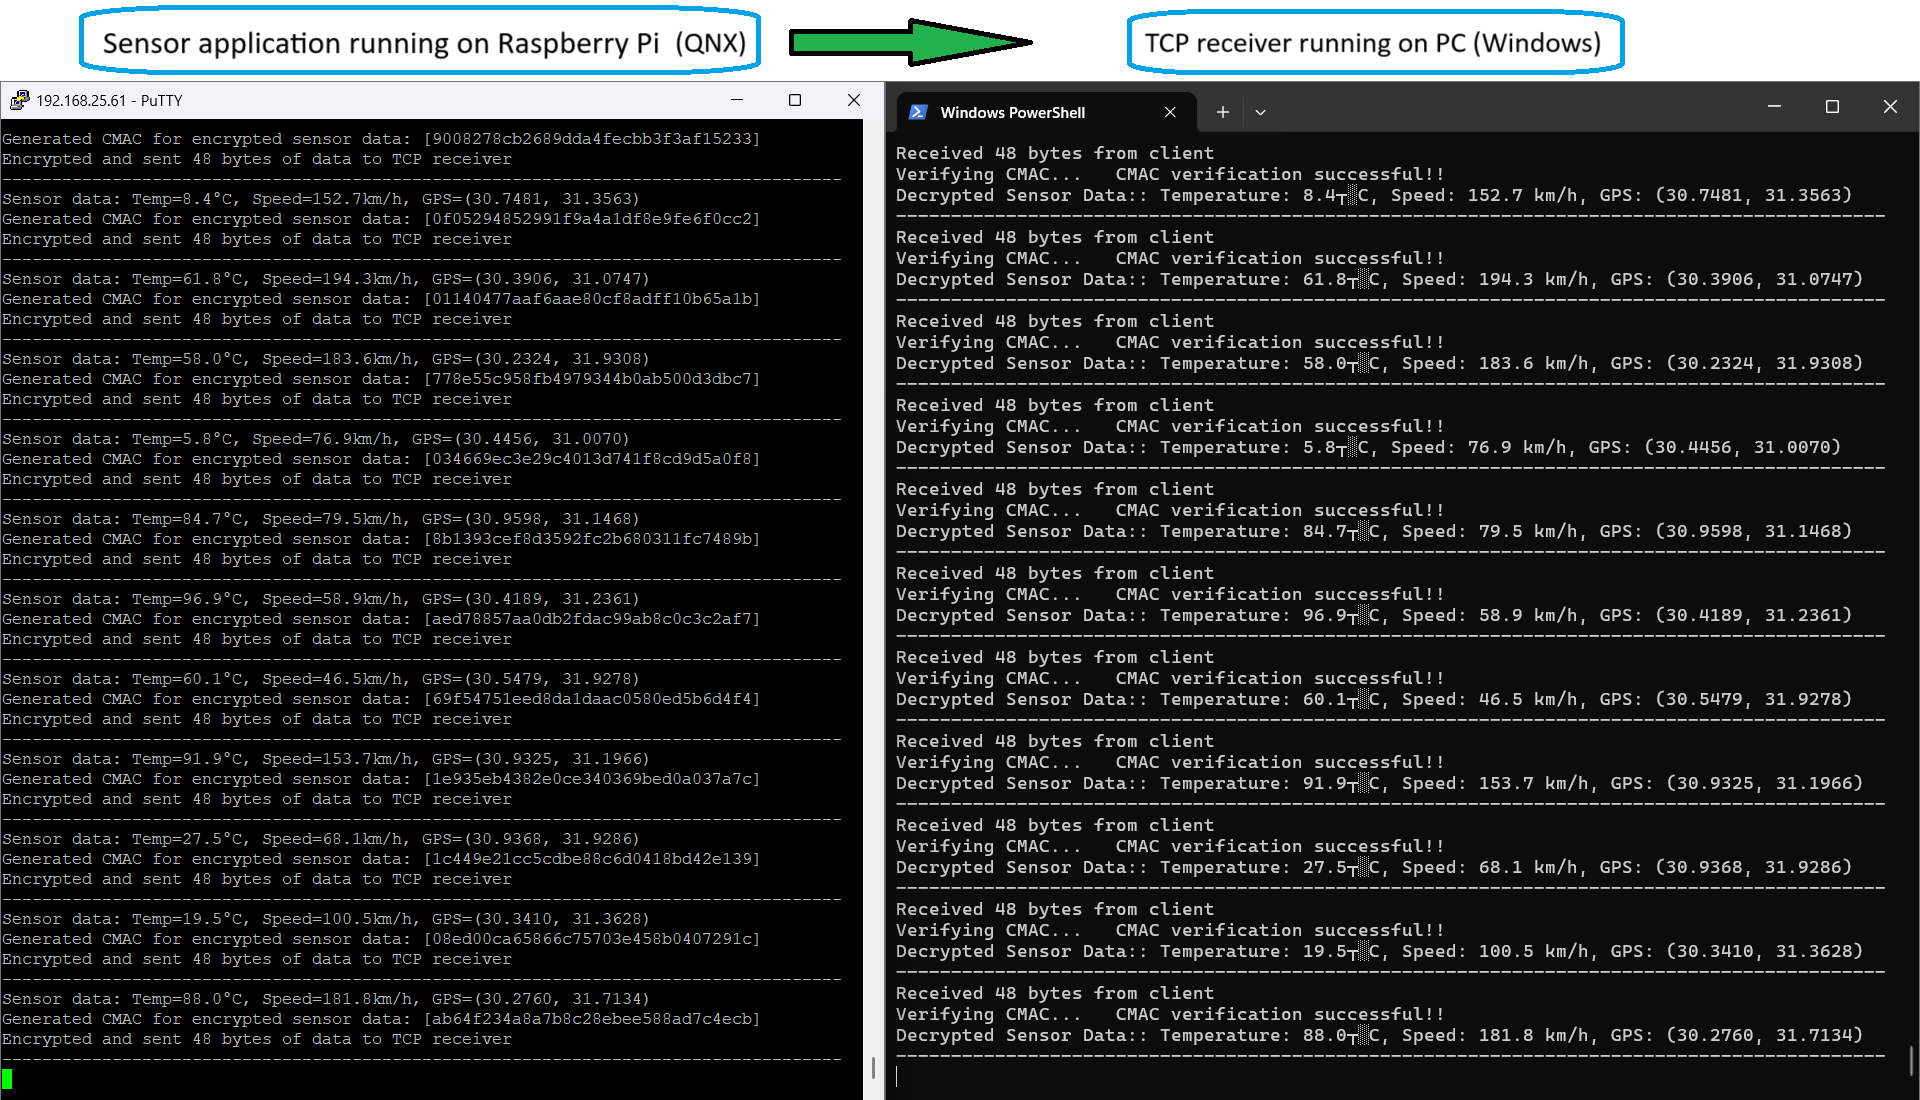 Sensor application running on Raspberry Pi (QNX)
TCP receiver running on PC (Windows)
192.168.25.61 - PuTTY
Generated CMAC for encrypted sensor data: [9008278cb2689dda4fecbb3f3af15233]
Encrypted and sent 48 bytes of data to TCP receiver
------------------------------------------------------------------------------------
Sensor data: Temp=8.4°C, Speed=152.7km/h, GPS=(30.7481, 31.3563)
Generated CMAC for encrypted sensor data: [0f05294852991f9a4a1df8e9fe6f0cc2]
Encrypted and sent 48 bytes of data to TCP receiver
------------------------------------------------------------------------------------
Sensor data: Temp=61.8°C, Speed=194.3km/h, GPS=(30.3906, 31.0747)
Generated CMAC for encrypted sensor data: [01140477aaf6aae80cf8adff10b65a1b]
Encrypted and sent 48 bytes of data to TCP receiver
------------------------------------------------------------------------------------
Sensor data: Temp=58.0°C, Speed=183.6km/h, GPS=(30.2324, 31.9308)
Generated CMAC for encrypted sensor data: [778e55c958fb4979344b0ab500d3dbc7]
Encrypted and sent 48 bytes of data to TCP receiver
------------------------------------------------------------------------------------
Sensor data: Temp=5.8°C, Speed=76.9km/h, GPS=(30.4456, 31.0070)
Generated CMAC for encrypted sensor data: [034669ec3e29c4013d741f8cd9d5a0f8]
Encrypted and sent 48 bytes of data to TCP receiver
------------------------------------------------------------------------------------
Sensor data: Temp=84.7°C, Speed=79.5km/h, GPS=(30.9598, 31.1468)
Generated CMAC for encrypted sensor data: [8b1393cef8d3592fc2b680311fc7489b]
Encrypted and sent 48 bytes of data to TCP receiver
------------------------------------------------------------------------------------
Sensor data: Temp=96.9°C, Speed=58.9km/h, GPS=(30.4189, 31.2361)
Generated CMAC for encrypted sensor data: [aed78857aa0db2fdac99ab8c0c3c2af7]
Encrypted and sent 48 bytes of data to TCP receiver
------------------------------------------------------------------------------------
Sensor data: Temp=60.1°C, Speed=46.5km/h, GPS=(30.5479, 31.9278)
Generated CMAC for encrypted sensor data: [69f54751eed8da1daac0580ed5b6d4f4]
Encrypted and sent 48 bytes of data to TCP receiver
------------------------------------------------------------------------------------
Sensor data: Temp=91.9°C, Speed=153.7km/h, GPS=(30.9325, 31.1966)
Generated CMAC for encrypted sensor data: [1e935eb4382e0ce340369bed0a037a7c]
Encrypted and sent 48 bytes of data to TCP receiver
------------------------------------------------------------------------------------
Sensor data: Temp=27.5°C, Speed=68.1km/h, GPS=(30.9368, 31.9286)
Generated CMAC for encrypted sensor data: [1c449e21cc5cdbe88c6d0418bd42e139]
Encrypted and sent 48 bytes of data to TCP receiver
------------------------------------------------------------------------------------
Sensor data: Temp=19.5°C, Speed=100.5km/h, GPS=(30.3410, 31.3628)
Generated CMAC for encrypted sensor data: [08ed00ca65866c75703e458b0407291c]
Encrypted and sent 48 bytes of data to TCP receiver
------------------------------------------------------------------------------------
Sensor data: Temp=88.0°C, Speed=181.8km/h, GPS=(30.2760, 31.7134)
Generated CMAC for encrypted sensor data: [ab64f234a8a7b8c28ebee588ad7c4ecb]
Encrypted and sent 48 bytes of data to TCP receiver
------------------------------------------------------------------------------------
Windows PowerShell
Received 48 bytes from client
Verifying CMAC...   CMAC verification successful!!
Decrypted Sensor Data:: Temperature: 8.4┬░C, Speed: 152.7 km/h, GPS: (30.7481, 31.3563)
------------------------------------------------------------------------------------------
Received 48 bytes from client
Verifying CMAC...   CMAC verification successful!!
Decrypted Sensor Data:: Temperature: 61.8┬░C, Speed: 194.3 km/h, GPS: (30.3906, 31.0747)
------------------------------------------------------------------------------------------
Received 48 bytes from client
Verifying CMAC...   CMAC verification successful!!
Decrypted Sensor Data:: Temperature: 58.0┬░C, Speed: 183.6 km/h, GPS: (30.2324, 31.9308)
------------------------------------------------------------------------------------------
Received 48 bytes from client
Verifying CMAC...   CMAC verification successful!!
Decrypted Sensor Data:: Temperature: 5.8┬░C, Speed: 76.9 km/h, GPS: (30.4456, 31.0070)
------------------------------------------------------------------------------------------
Received 48 bytes from client
Verifying CMAC...   CMAC verification successful!!
Decrypted Sensor Data:: Temperature: 84.7┬░C, Speed: 79.5 km/h, GPS: (30.9598, 31.1468)
------------------------------------------------------------------------------------------
Received 48 bytes from client
Verifying CMAC...   CMAC verification successful!!
Decrypted Sensor Data:: Temperature: 96.9┬░C, Speed: 58.9 km/h, GPS: (30.4189, 31.2361)
------------------------------------------------------------------------------------------
Received 48 bytes from client
Verifying CMAC...   CMAC verification successful!!
Decrypted Sensor Data:: Temperature: 60.1┬░C, Speed: 46.5 km/h, GPS: (30.5479, 31.9278)
------------------------------------------------------------------------------------------
Received 48 bytes from client
Verifying CMAC...   CMAC verification successful!!
Decrypted Sensor Data:: Temperature: 91.9┬░C, Speed: 153.7 km/h, GPS: (30.9325, 31.1966)
------------------------------------------------------------------------------------------
Received 48 bytes from client
Verifying CMAC...   CMAC verification successful!!
Decrypted Sensor Data:: Temperature: 27.5┬░C, Speed: 68.1 km/h, GPS: (30.9368, 31.9286)
------------------------------------------------------------------------------------------
Received 48 bytes from client
Verifying CMAC...   CMAC verification successful!!
Decrypted Sensor Data:: Temperature: 19.5┬░C, Speed: 100.5 km/h, GPS: (30.3410, 31.3628)
------------------------------------------------------------------------------------------
Received 48 bytes from client
Verifying CMAC...   CMAC verification successful!!
Decrypted Sensor Data:: Temperature: 88.0┬░C, Speed: 181.8 km/h, GPS: (30.2760, 31.7134)
------------------------------------------------------------------------------------------